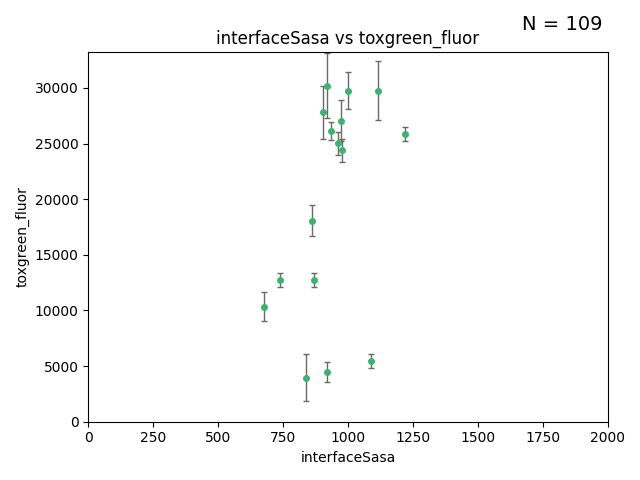 N = 109
interfaceSasa vs toxgreen_fluor
30000
25000
20000
15000
10000
5000
0
toxgreen_fluor
0 250 500 750 1000 1250 1500 1750 2000
interfaceSasa